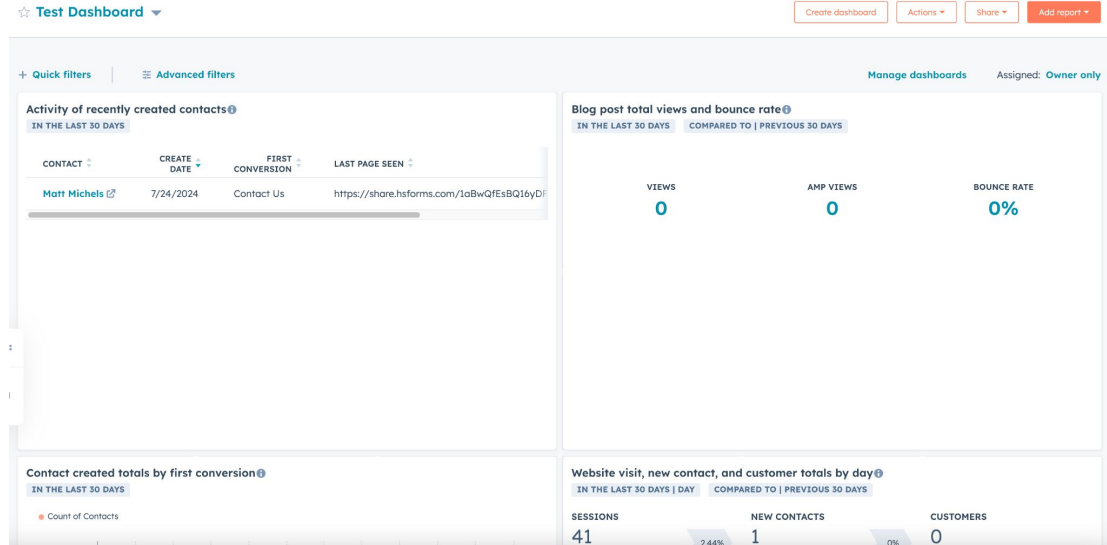 Test Dashboard
Create dashboard Actions Share Add report
+ Quick filters Advanced filters Manage dashboards Assigned: Owner only
Activity of recently created contacts
IN THE LAST 30 DAYS
CONTACT CREATE DATE FIRST CONVERSION LAST PAGE SEEN
Matt Michels 7/24/2024 Contact Us https://share.hsforms.com/1aBwQfEsBQ16yDF
Blog post total views and bounce rate
IN THE LAST 30 DAYS COMPARED TO | PREVIOUS 30 DAYS
VIEWS AMP VIEWS BOUNCE RATE
0 0 0%
Contact created totals by first conversion
IN THE LAST 30 DAYS
Count of Contacts
Website visit, new contact, and customer totals by day
IN THE LAST 30 DAYS | DAY COMPARED TO | PREVIOUS 30 DAYS
SESSIONS NEW CONTACTS CUSTOMERS
41 2.44% 1 0% 0